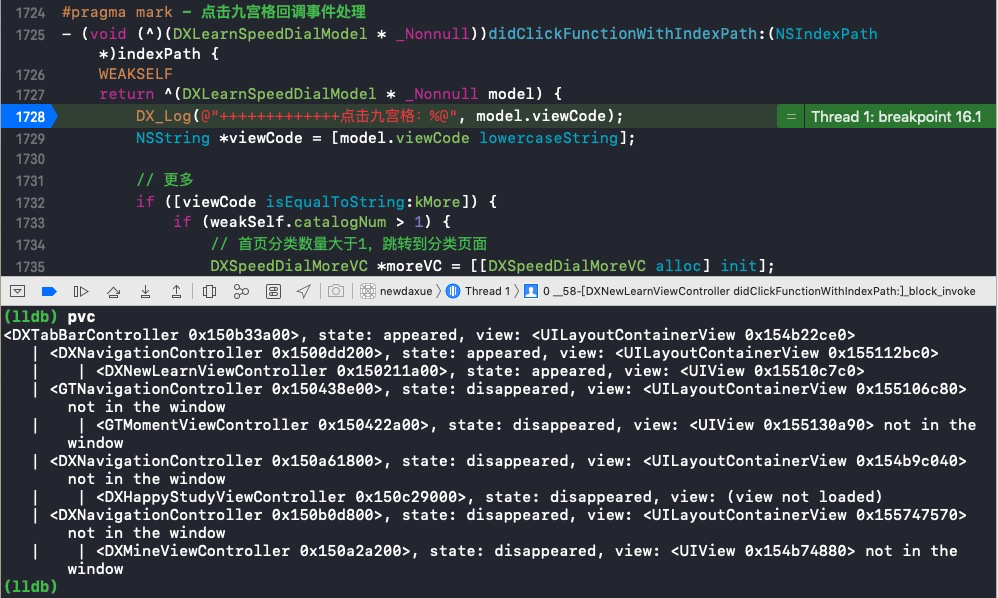 1724 #pragma mark - 点击九宫格回调事件处理
1725 - (void (^)(DXLearnSpeedDialModel * _Nonnull))didClickFunctionWithIndexPath:(NSIndexPath
*)indexPath {
1726 WEAKSELF
1727 return ^(DXLearnSpeedDialModel * _Nonnull model) {
1728 DX_Log(@"+++++++++++++点击九宫格: %@", model.viewCode); = Thread 1: breakpoint 16.1
1729 NSString *viewCode = [model.viewCode lowercaseString];
1730
1731 // 更多
1732 if ([viewCode isEqualToString:kMore]) {
1733 if (weakSelf.catalogNum > 1) {
1734 // 首页分类数量大于1，跳转到分类页面
1735 DXSpeedDialMoreVC *moreVC = [[DXSpeedDialMoreVC alloc] init];
newdaxue 〉 Thread 1 〉 0 __58-[DXNewLearnViewController didClickFunctionWithIndexPath:]_block_invoke
(lldb) pvc
<DXTabBarController 0x150b33a00>, state: appeared, view: <UILayoutContainerView 0x154b22ce0>
| <DXNavigationController 0x1500dd200>, state: appeared, view: <UILayoutContainerView 0x155112bc0>
| | <DXNewLearnViewController 0x150211a00>, state: appeared, view: <UIView 0x15510c7c0>
| <GTNavigationController 0x150438e00>, state: disappeared, view: <UILayoutContainerView 0x155106c80>
not in the window
| | <GTMomentViewController 0x150422a00>, state: disappeared, view: <UIView 0x155130a90> not in the
window
| <DXNavigationController 0x150a61800>, state: disappeared, view: <UILayoutContainerView 0x154b9c040>
not in the window
| | <DXHappyStudyViewController 0x150c29000>, state: disappeared, view: (view not loaded)
| <DXNavigationController 0x150b0d800>, state: disappeared, view: <UILayoutContainerView 0x155747570>
not in the window
| | <DXMineViewController 0x150a2a200>, state: disappeared, view: <UIView 0x154b74880> not in the
window
(lldb)